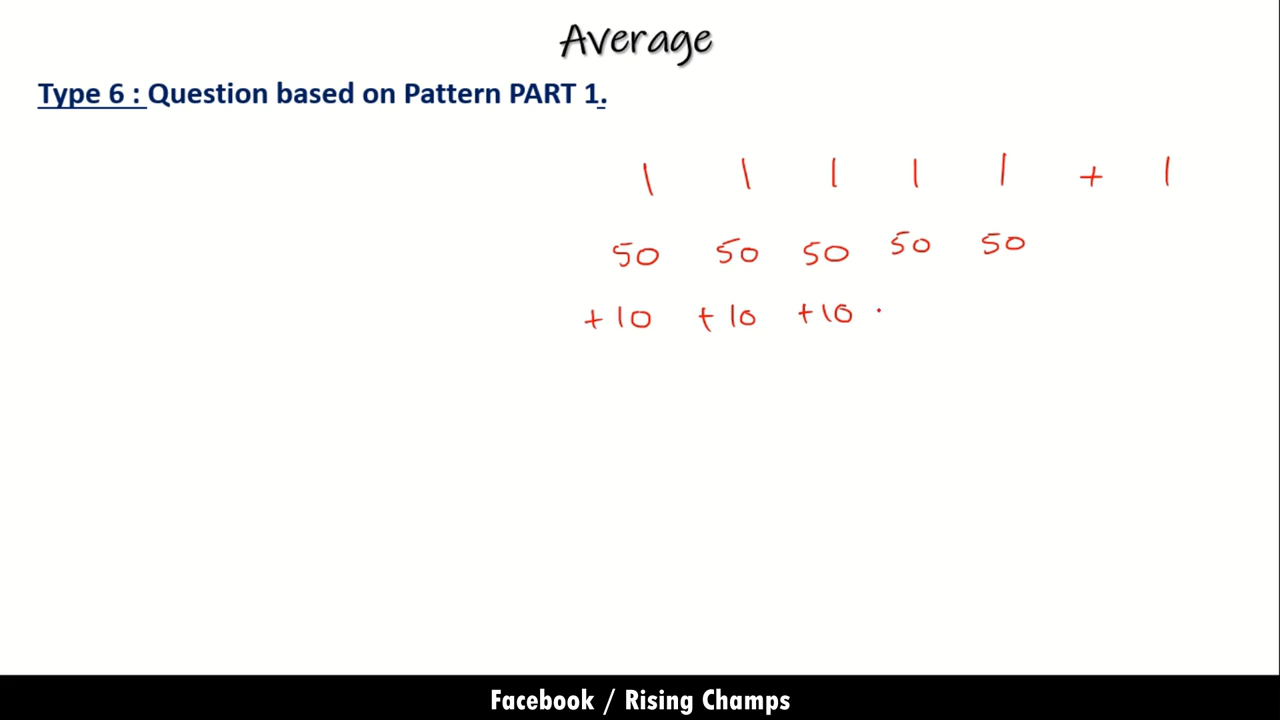 Average
Type 6 : Question based on Pattern PART 1.
1 1 1 1 1 + 1
50 50 50 50 50
+10 +10 +10
Facebook / Rising Champs